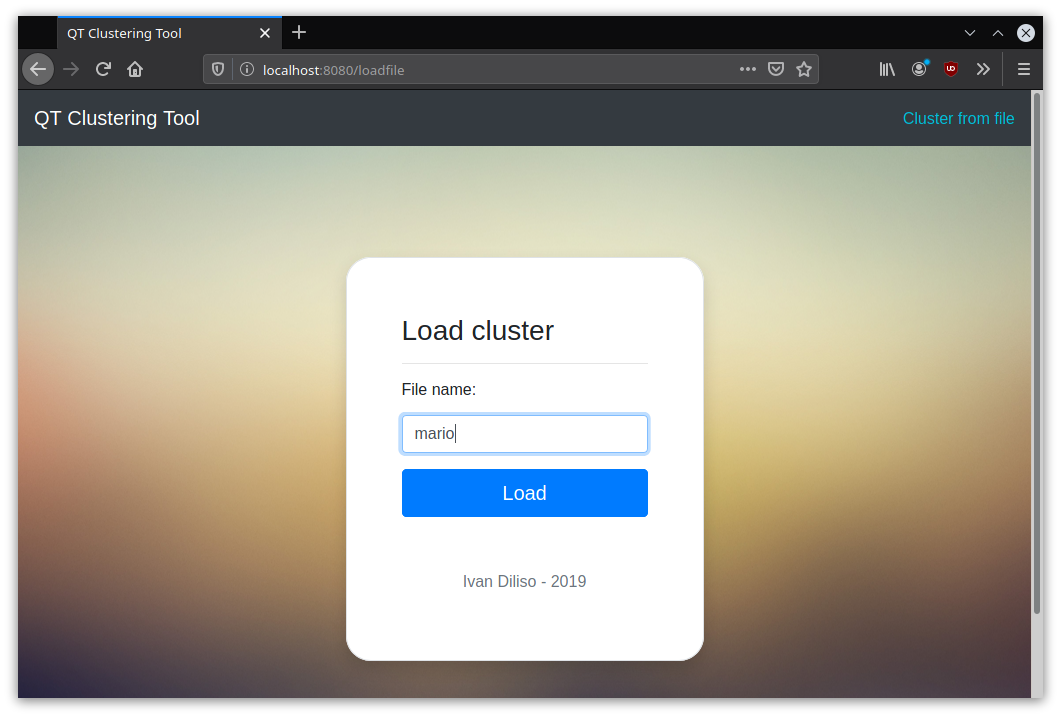 QT Clustering Tool
localhost:8080/loadfile
QT Clustering Tool
Cluster from file
Load cluster
File name:
mario
Load
Ivan Diliso - 2019